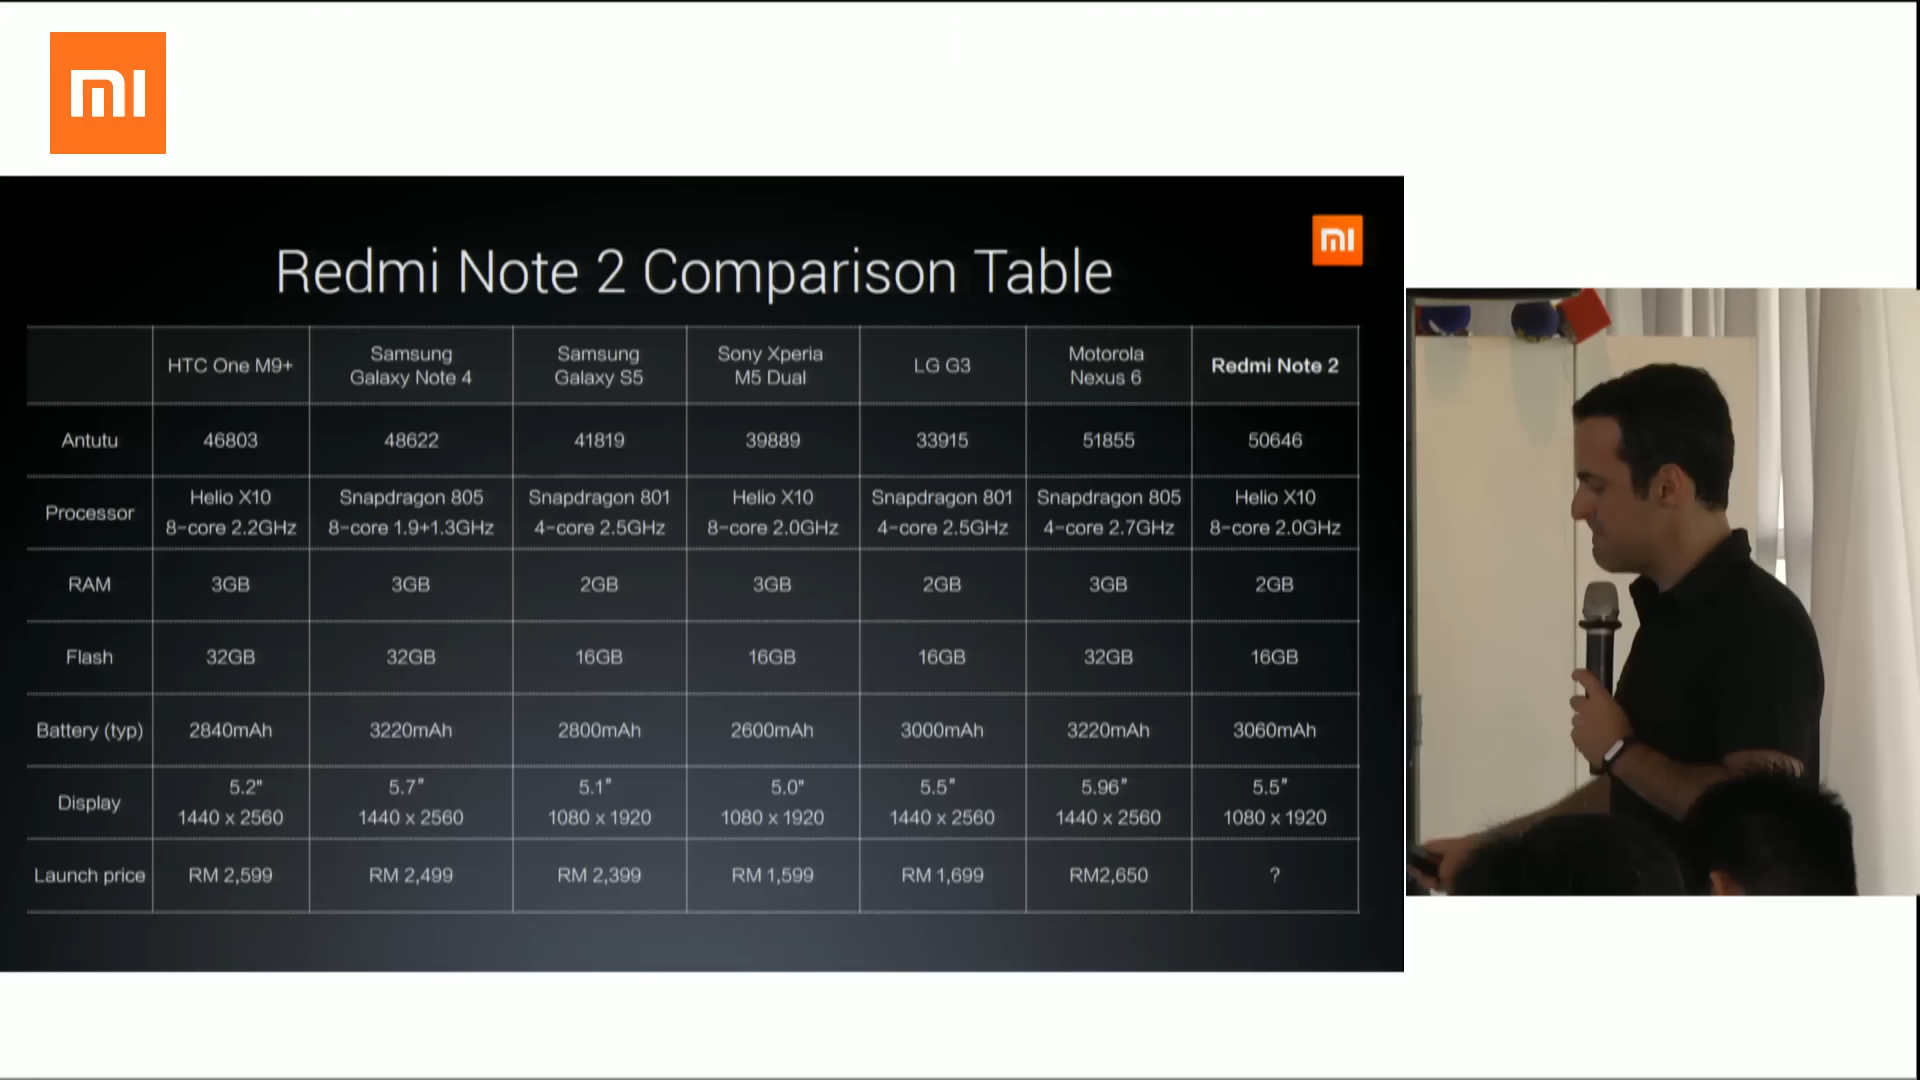 mi
mi
Redmi Note 2 Comparison Table
HTC One M9+ Samsung Galaxy Note 4 Samsung Galaxy S5 Sony Xperia M5 Dual LG G3 Motorola Nexus 6 Redmi Note 2
Antutu 46803 48622 41819 39889 33915 51855 50646
Processor Helio X10 8-core 2.2GHz Snapdragon 805 8-core 1.9+1.3GHz Snapdragon 801 4-core 2.5GHz Helio X10 8-core 2.0GHz Snapdragon 801 4-core 2.5GHz Snapdragon 805 4-core 2.7GHz Helio X10 8-core 2.0GHz
RAM 3GB 3GB 2GB 3GB 2GB 3GB 2GB
Flash 32GB 32GB 16GB 16GB 16GB 32GB 16GB
Battery (typ) 2840mAh 3220mAh 2800mAh 2600mAh 3000mAh 3220mAh 3060mAh
Display 5.2" 1440 x 2560 5.7" 1440 x 2560 5.1" 1080 x 1920 5.0" 1080 x 1920 5.5" 1440 x 2560 5.96" 1440 x 2560 5.5" 1080 x 1920
Launch price RM 2,599 RM 2,499 RM 2,399 RM 1,599 RM 1,699 RM2,650 ?